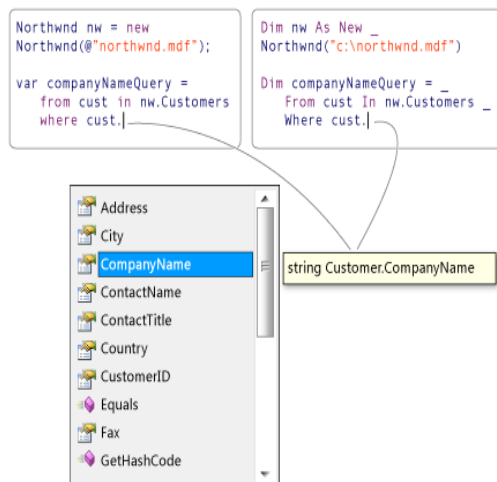 Northwnd nw = new
Northwnd(@"northwnd.mdf");
var companyNameQuery =
from cust in nw.Customers
where cust.
Dim nw As New _
Northwnd("c:\northwnd.mdf")
Dim companyNameQuery = _
From cust In nw.Customers _
Where cust.
Address
City
CompanyName
ContactName
ContactTitle
Country
CustomerID
Equals
Fax
GetHashCode
string Customer.CompanyName